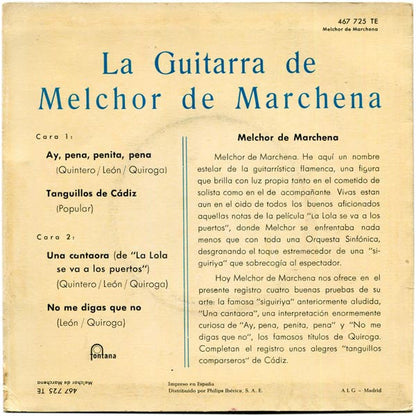 467 725 TE
Melchor de Marchena
La Guitarra de
Melchor de Marchena
Cara 1:
Ay, pena, penita, pena
(Quintero / León / Quiroga)
Tanguillos de Cádiz
(Popular)
Cara 2:
Una cantaora (de "La Lola
se va a los puertos")
(Quintero / León / Quiroga)
No me digas que no
(León / Quiroga)
fontana
Melchor de Marchena
Melchor de Marchena. He aquí un nombre
estelar de la guitarrística flamenca, una figura
que brilla con luz propia tanto en el cometido de
solista como en el de acompañante. Vivas estan
aun en el oido de todos los buenos aficionados
aquellas notas de la película "La Lola se va a los
puertos", donde Melchor se enfrentaba nada
menos que con toda una Orquesta Sinfónica,
desgranando el toque estremecedor de una "si-
guiriya" que sobrecogía al espectador.
Hoy Melchor de Marchena nos ofrece en el
presente registro cuatro buenas pruebas de su
arte: la famosa "siguiriya" anteriormente aludida,
"Una cantaora", una interpretación enormemente
curiosa de "Ay, pena, penita, pena" y "No me
digas que no", los famosos títulos de Quiroga.
Completan el registro unos alegres "tanguillos
comparseros" de Cádiz.
467 725 TE
Melchor de Marchena
Impreso en España
Distribuido por Philips Ibérica, S. A. E.
A L G - Madrid